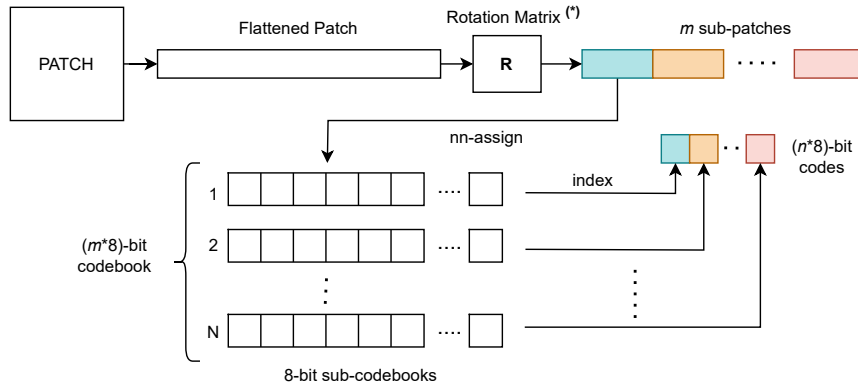 Rotation Matrix (*)
Flattened Patch
m sub-patches
PATCH
R
. . . .
nn-assign
. .
(n*8)-bit
codes
1
....
index
(m*8)-bit
codebook
2
....
N
....
8-bit sub-codebooks